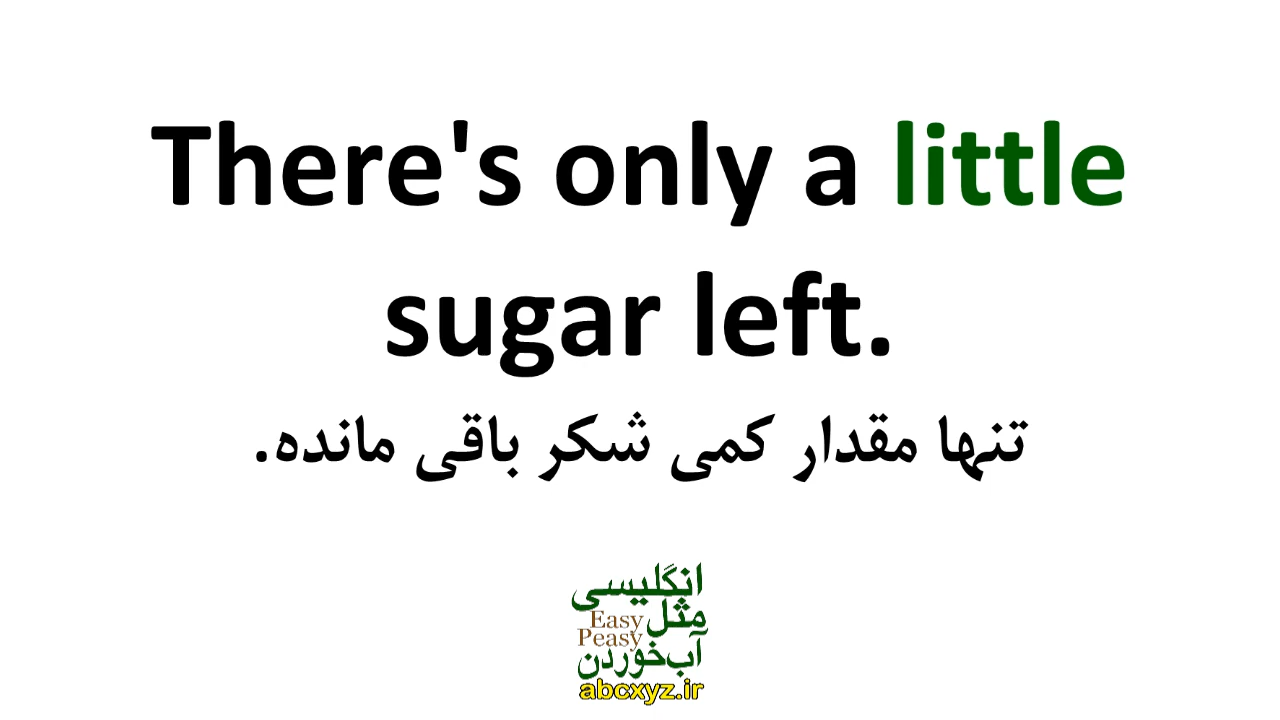 There's only a little
sugar left.
تنها مقدار کمی شکر باقی مانده.
انگلیسی
مثل Easy
Peasy
آب‌خوردن
abcxyz.ir